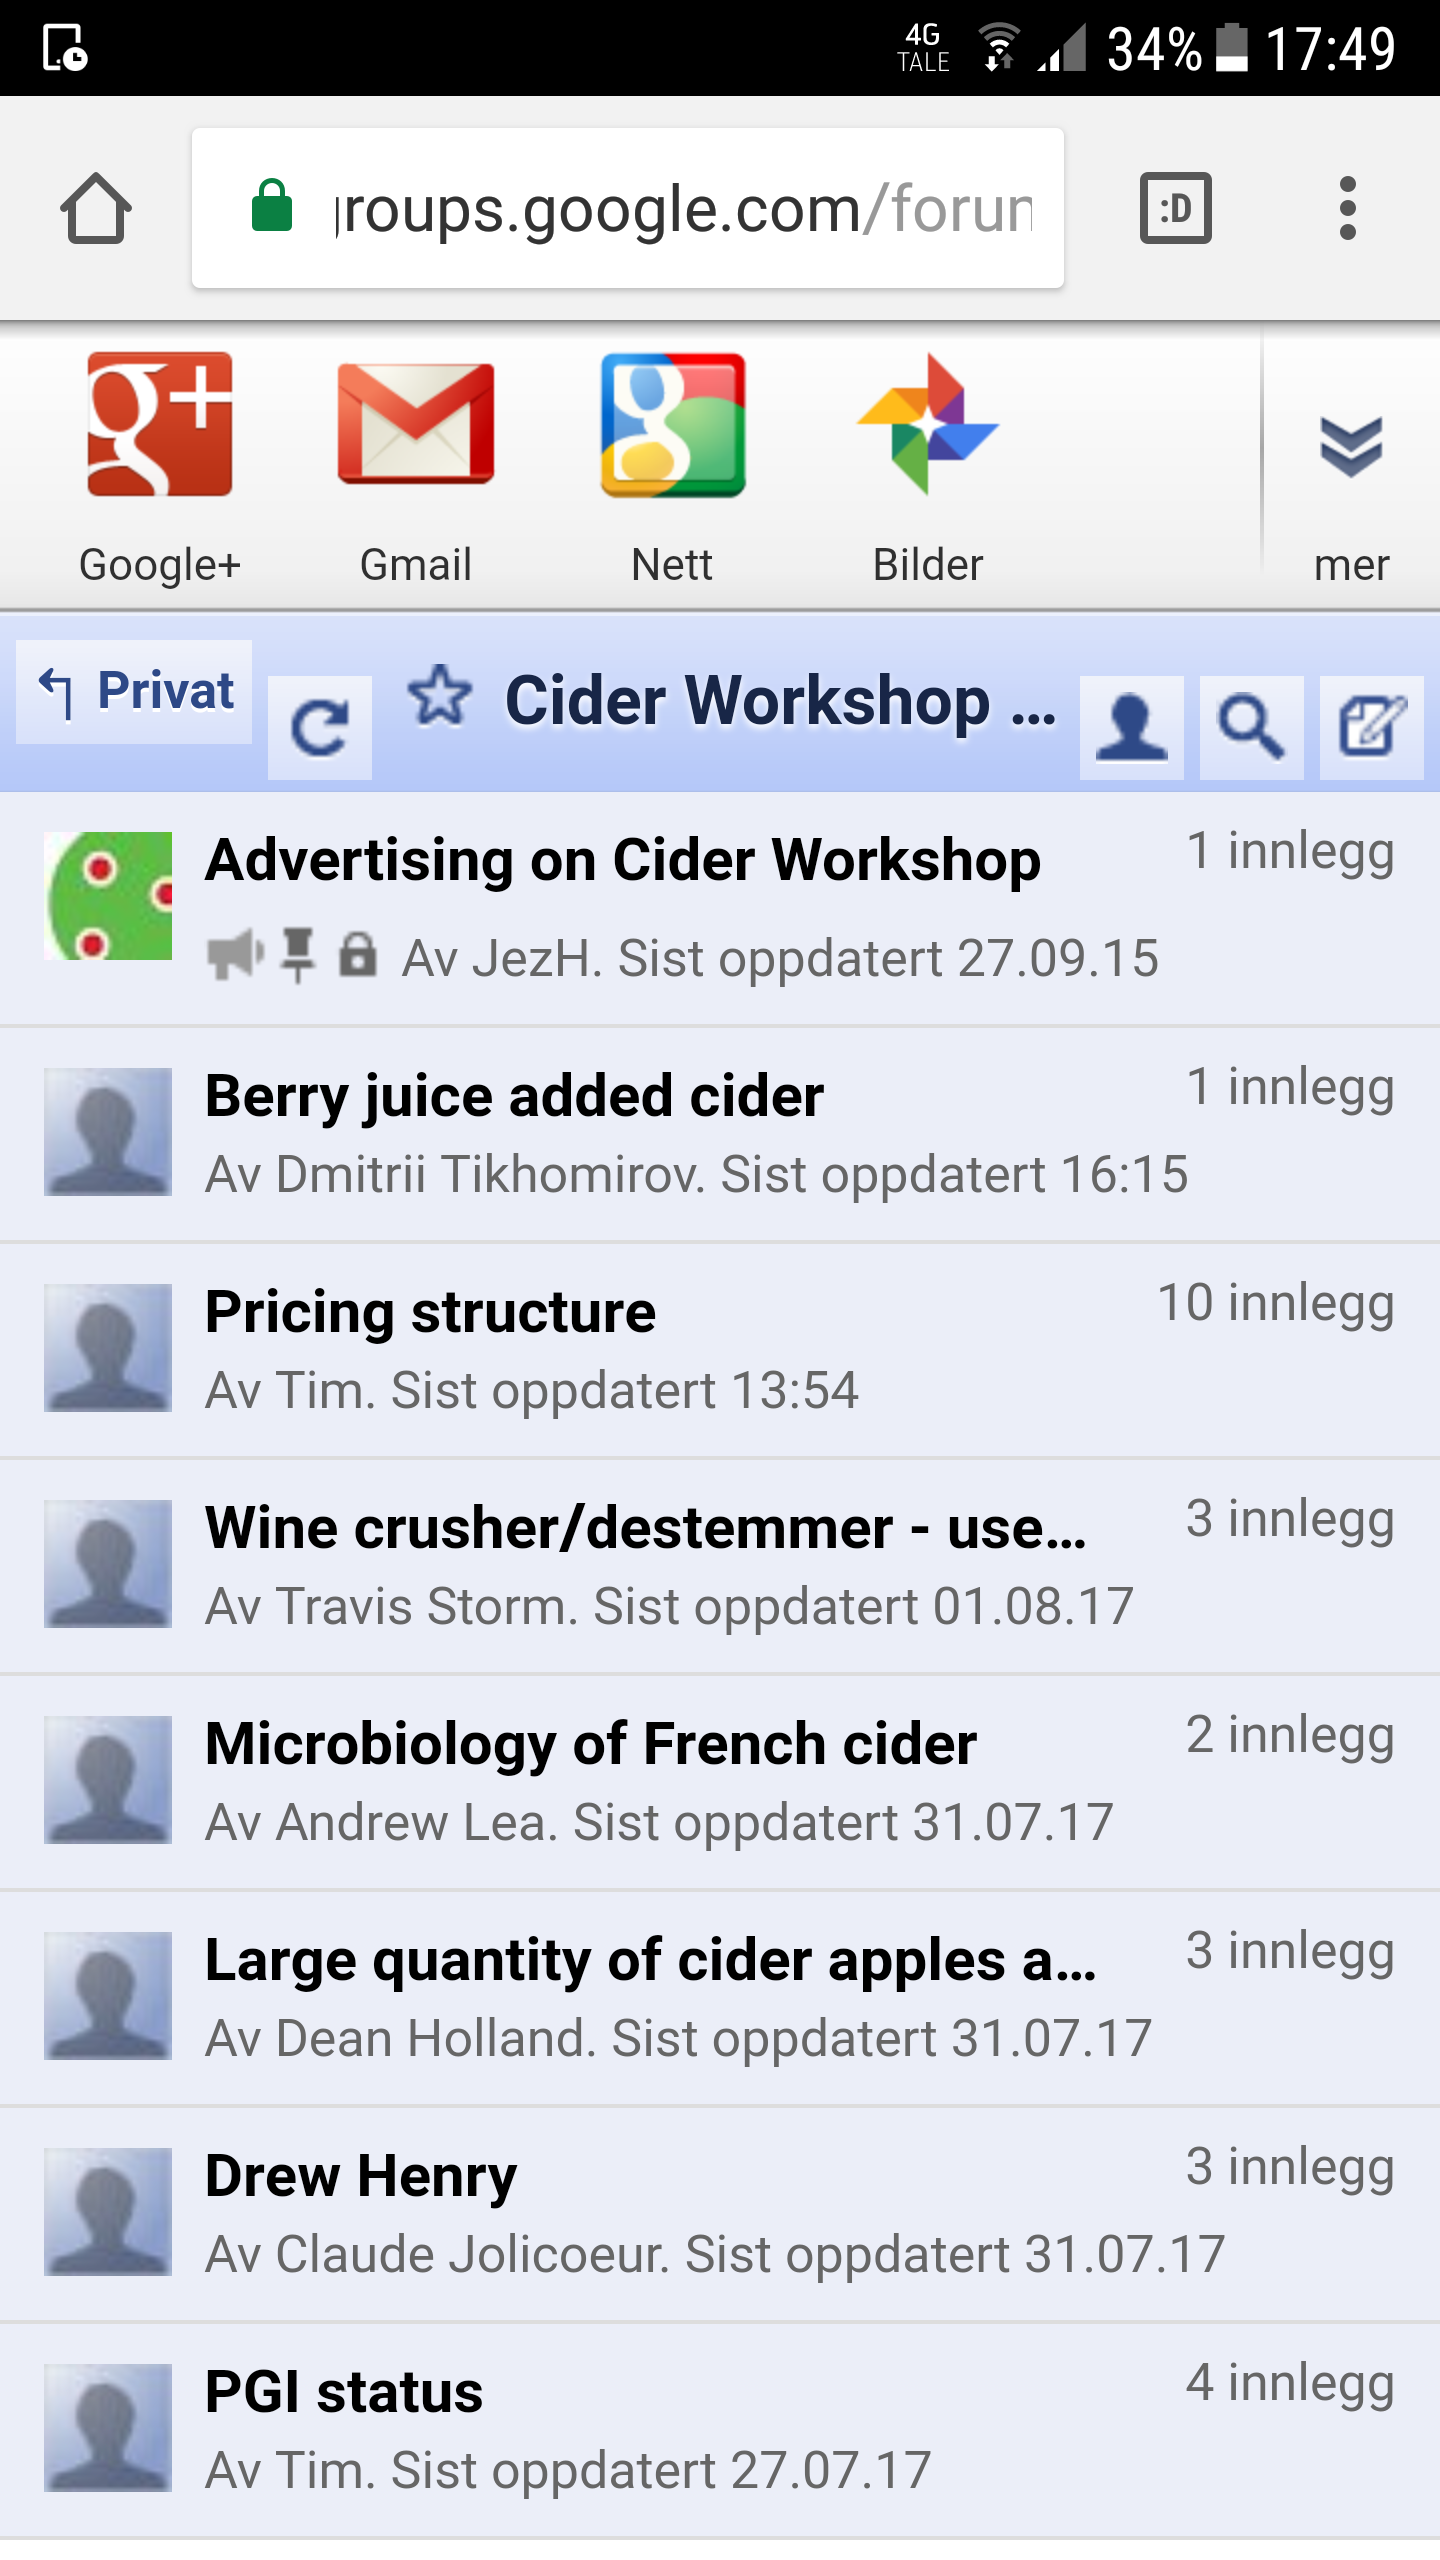 4G
TALE
34%
17:49
groups.google.com/forum
:D
Google+
Gmail
Nett
Bilder
mer
Privat
Cider Workshop ...
Advertising on Cider Workshop
1 innlegg
Av JezH. Sist oppdatert 27.09.15
Berry juice added cider
1 innlegg
Av Dmitrii Tikhomirov. Sist oppdatert 16:15
Pricing structure
10 innlegg
Av Tim. Sist oppdatert 13:54
Wine crusher/destemmer - use...
3 innlegg
Av Travis Storm. Sist oppdatert 01.08.17
Microbiology of French cider
2 innlegg
Av Andrew Lea. Sist oppdatert 31.07.17
Large quantity of cider apples a...
3 innlegg
Av Dean Holland. Sist oppdatert 31.07.17
Drew Henry
3 innlegg
Av Claude Jolicoeur. Sist oppdatert 31.07.17
PGI status
4 innlegg
Av Tim. Sist oppdatert 27.07.17